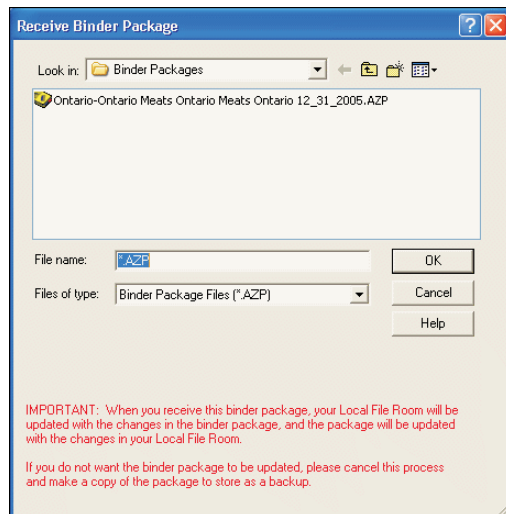 Receive Binder Package
Look in: Binder Packages
Ontario-Ontario Meats Ontario Meats Ontario 12_31_2005.AZP
File name: *.AZP OK
Files of type: Binder Package Files (*.AZP) Cancel
Help
IMPORTANT: When you receive this binder package, your Local File Room will be
updated with the changes in the binder package, and the package will be updated
with the changes in your Local File Room.
If you do not want the binder package to be updated, please cancel this process
and make a copy of the package to store as a backup.